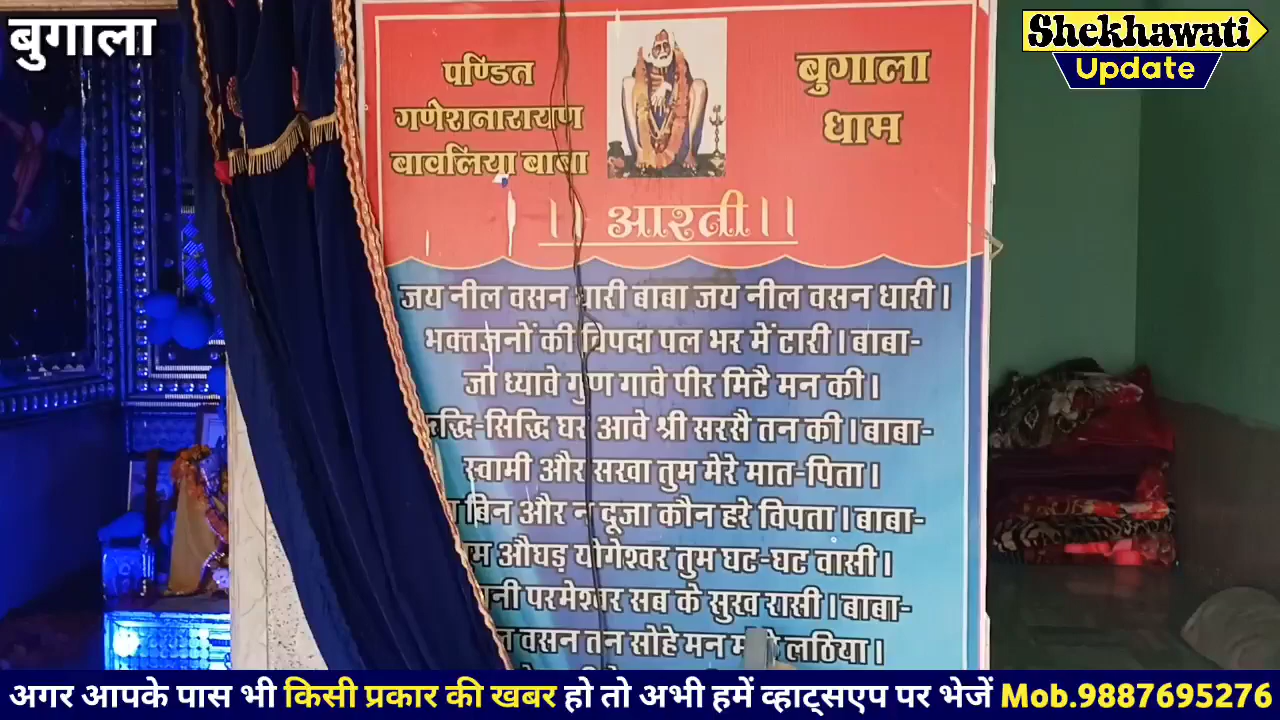 बुगाला
Shekhawati
Update
पण्डित
गणेशनारायण
बावलिया बाबा
बुगाला
धाम
।। आरती।।
जय नील वसन धारी बाबा जय नील वसन धारी।
भक्तजनों की विपदा पल भर में टारी। बाबा-
जो ध्यावे गुण गावे पीर मिटै मन की।
द्धि-सिद्धि घर आवे श्री सरसै तन की। बाबा-
स्वामी और सखा तुम मेरे मात-पिता।
बिन और न दूजा कौन हरे विपता। बाबा-
औघड़ योगेश्वर तुम घट-घट वासी।
परमेश्वर सब के सुख रासी। बाबा-
वसन तन सोहे मन लठिया।
अगर आपके पास भी किसी प्रकार की खबर हो तो अभी हमें व्हाट्सएप पर भेजें Mob.9887695276